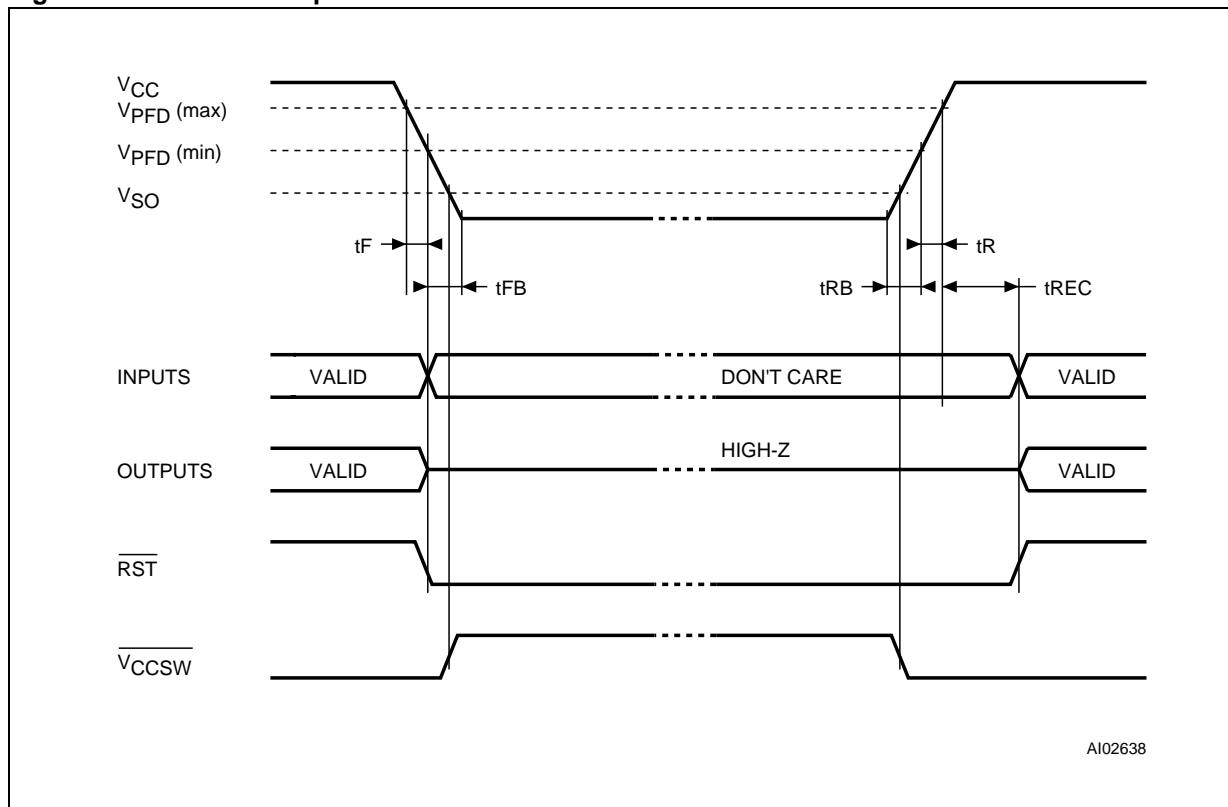 VCC
VPFD (max)
VPFD (min)
VSO
tF
tR
tFB
tRB
tREC
INPUTS VALID DON'T CARE VALID
HIGH-Z
OUTPUTS VALID VALID
RST
VCCSW
AI02638